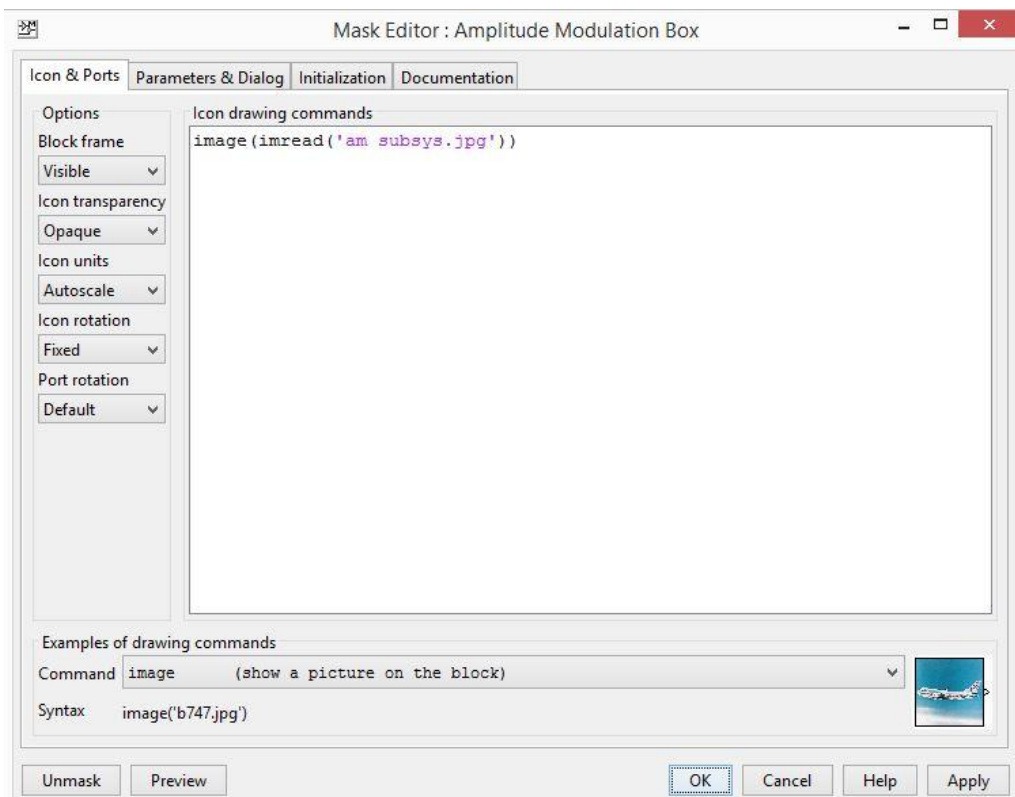 Mask Editor : Amplitude Modulation Box
Icon & Ports Parameters & Dialog Initialization Documentation
Options
Block frame
Visible
Icon transparency
Opaque
Icon units
Autoscale
Icon rotation
Fixed
Port rotation
Default
Icon drawing commands
image(imread('am subsys.jpg'))
Examples of drawing commands
Command image (show a picture on the block)
Syntax image('b747.jpg')
Unmask Preview OK Cancel Help Apply